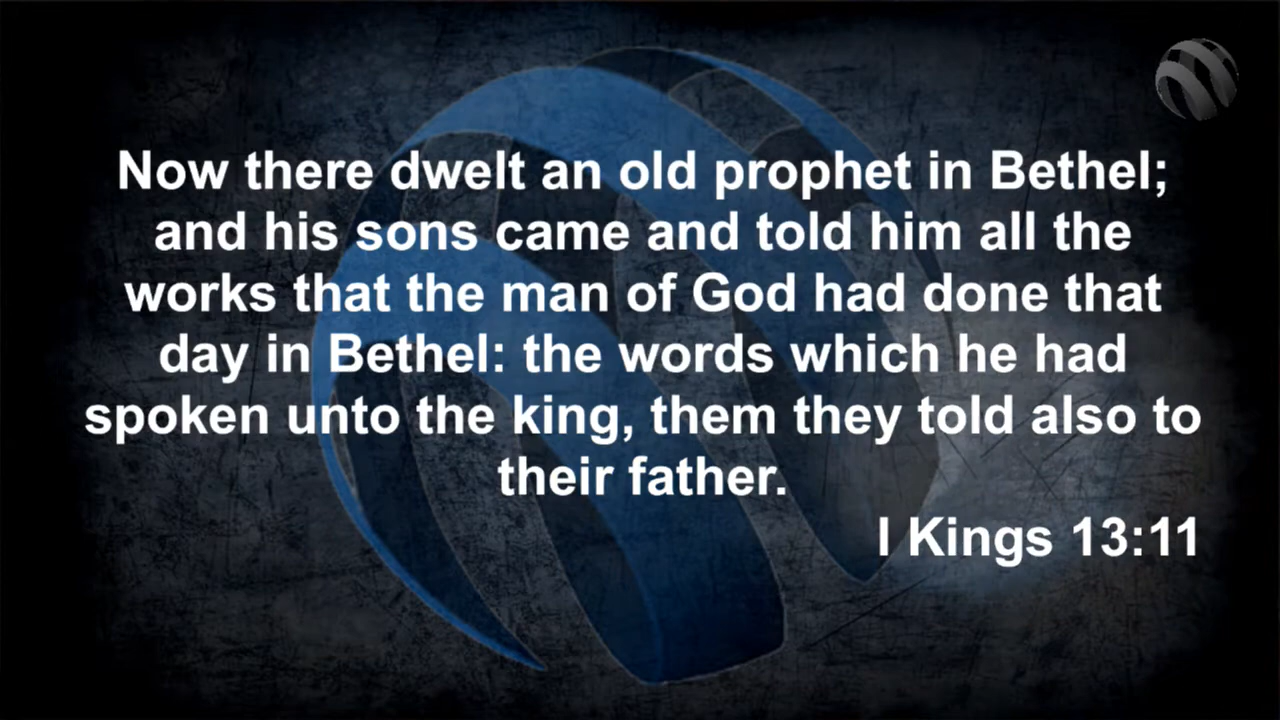 Now there dwelt an old prophet in Bethel;
and his sons came and told him all the
works that the man of God had done that
day in Bethel: the words which he had
spoken unto the king, them they told also to
their father.
I Kings 13:11